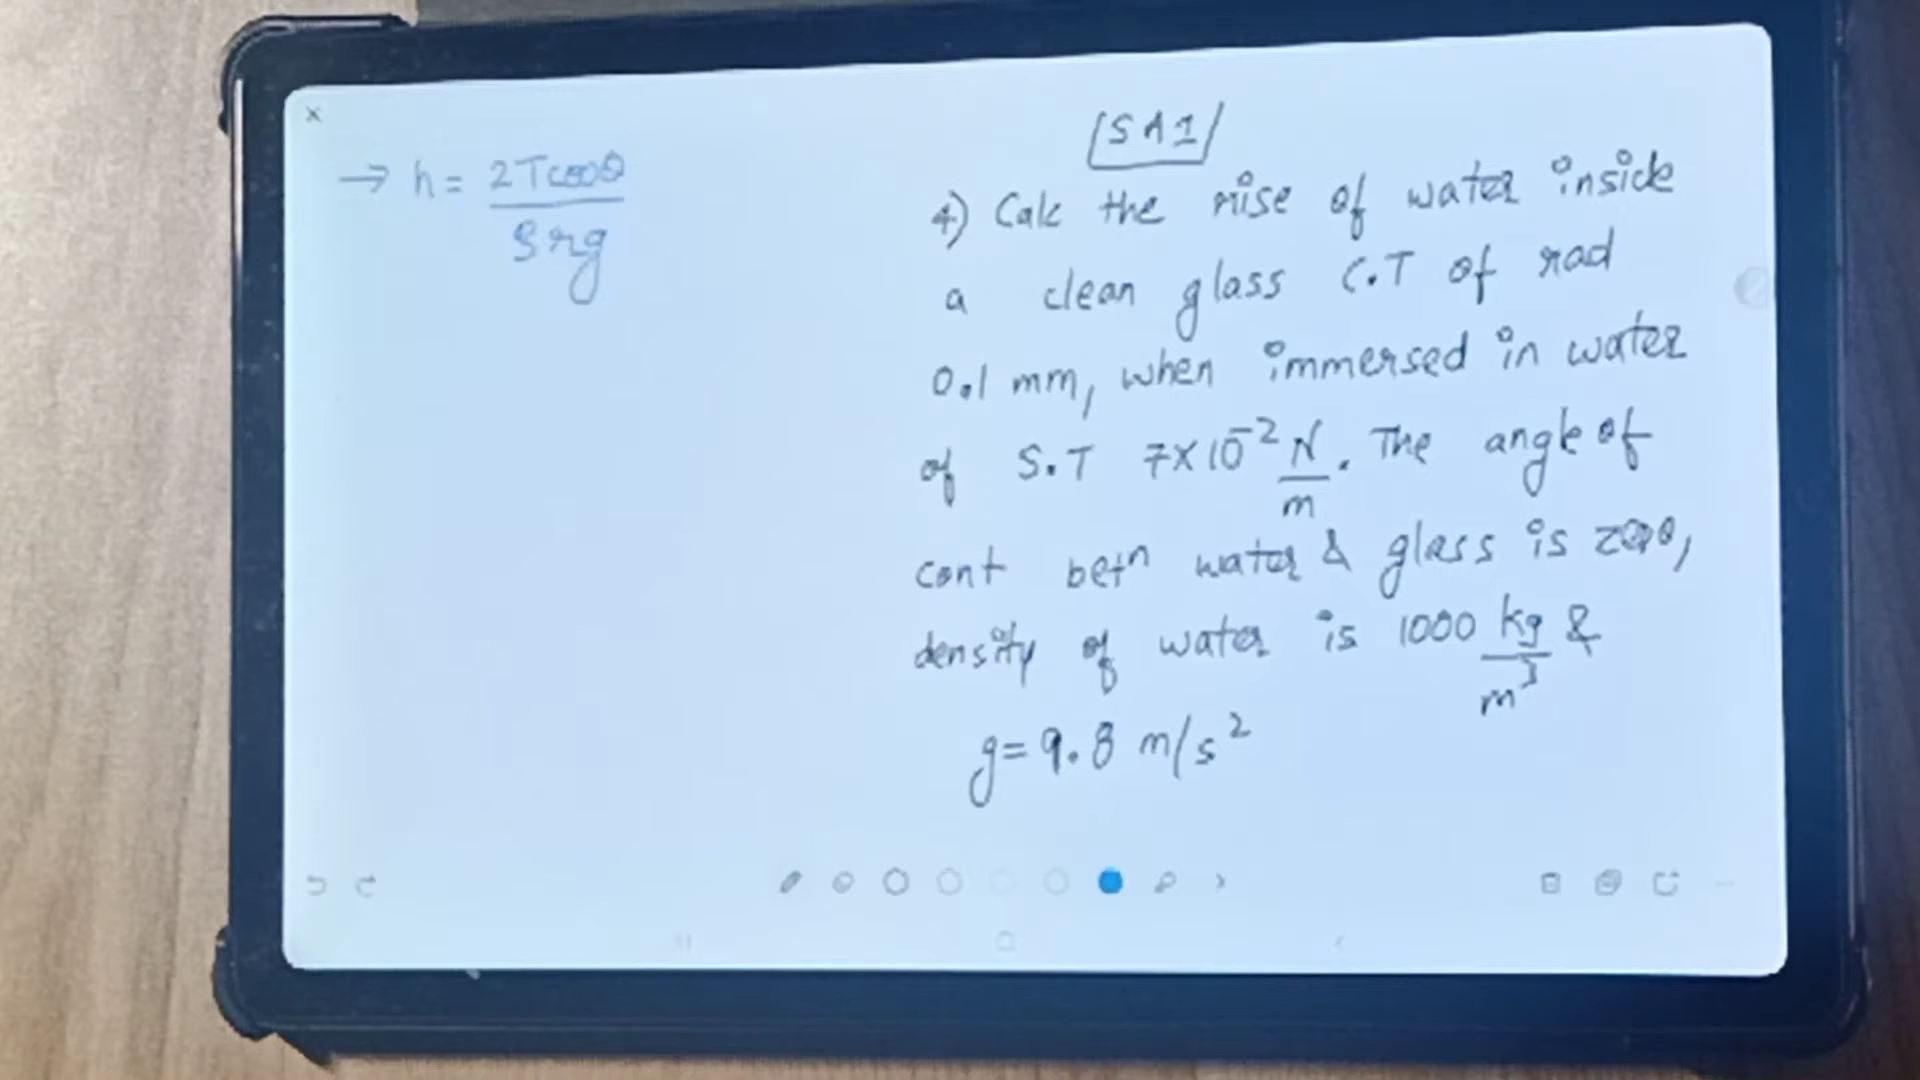 → h = 2Tcosθ
Srg
[SA1]
4) Calc the rise of water inside
a clean glass C.T of rad
0.1 mm, when immersed in water
of S.T 7×10⁻² N/m. The angle of
cont betⁿ water & glass is zero,
density of water is 1000 kg/m³ &
g = 9.8 m/s²